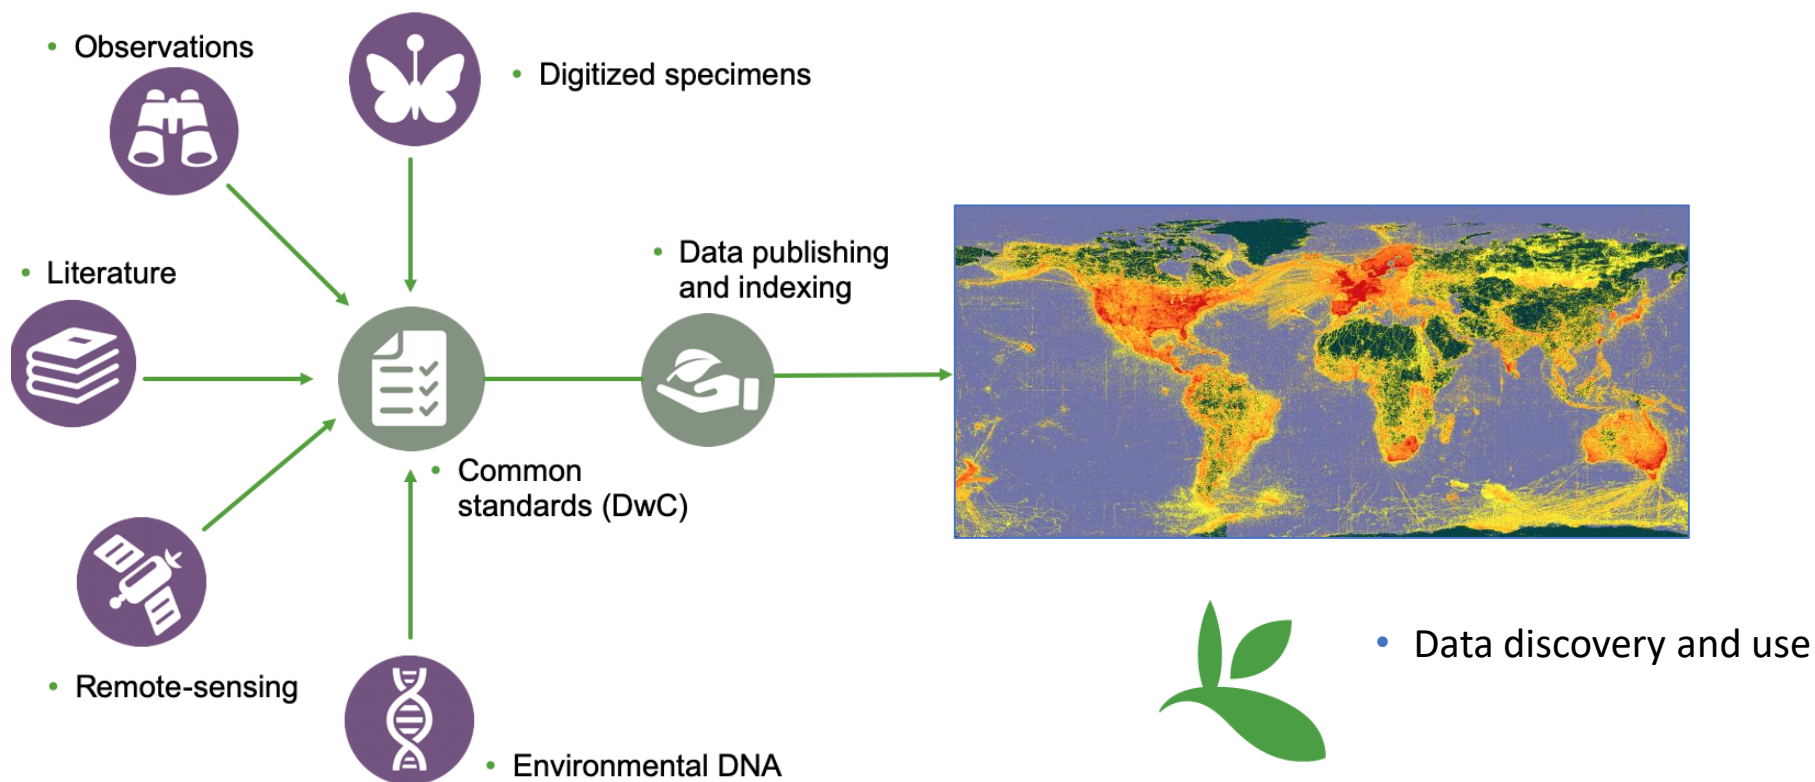 • Observations
• Digitized specimens
• Literature
• Data publishing
and indexing
• Common
standards (DwC)
• Remote-sensing
• Environmental DNA
• Data discovery and use